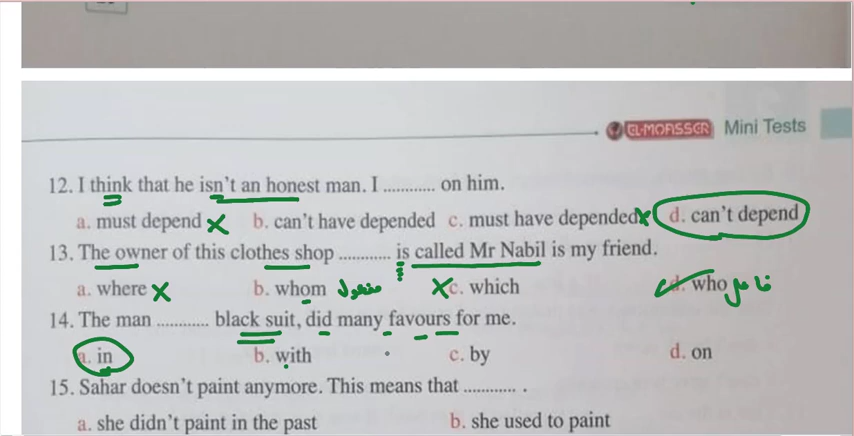 EL-MOASSER Mini Tests
12. I think that he isn't an honest man. I ............ on him.
a. must depend b. can't have depended c. must have depended d. can't depend
13. The owner of this clothes shop ............ is called Mr Nabil is my friend.
a. where b. whom مفعول c. which d. who فاعل
14. The man ............ black suit, did many favours for me.
a. in b. with c. by d. on
15. Sahar doesn't paint anymore. This means that ............ .
a. she didn't paint in the past b. she used to paint